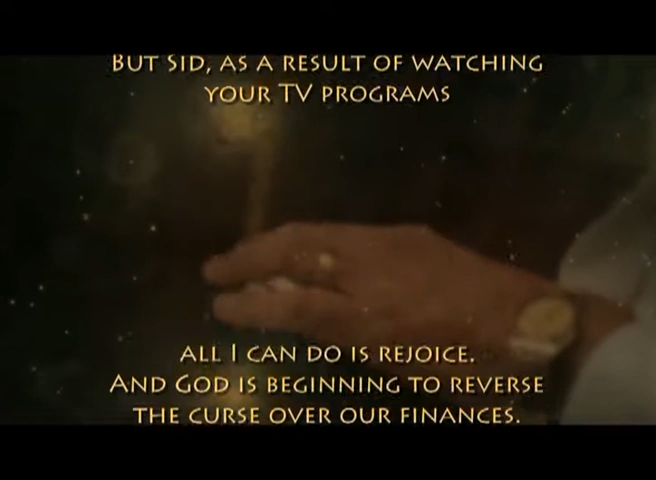 But Sid, as a result of watching
your TV programs
all I can do is rejoice.
And God is beginning to reverse
the curse over our finances.